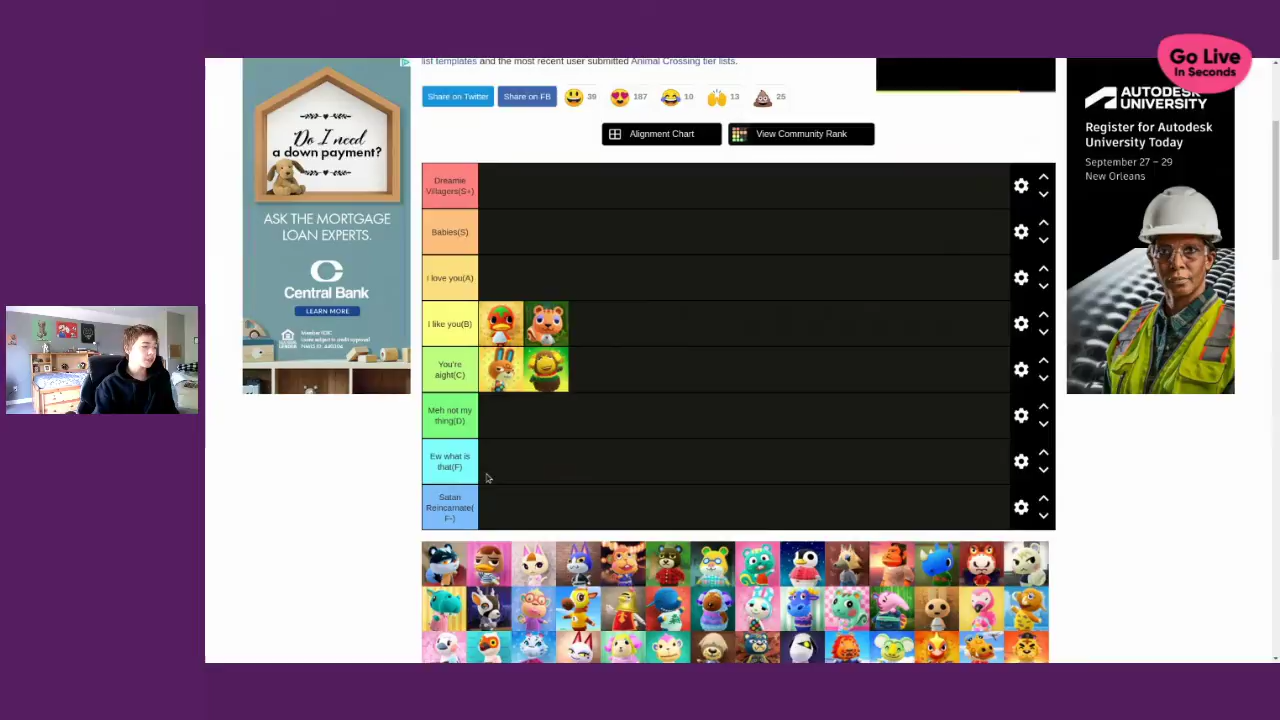 Go Live
In Seconds
list templates and the most recent user submitted Animal Crossing tier lists.
Share on Twitter
Share on FB
39
187
10
13
25
Alignment Chart
View Community Rank
Do I need
a down payment?
ASK THE MORTGAGE
LOAN EXPERTS.
Central Bank
LEARN MORE
Member FDIC
AUTODESK
UNIVERSITY
Register for Autodesk
University Today
September 27 – 29
New Orleans
Dreamie
Villagers(S+)
Babies(S)
I love you(A)
I like you(B)
You're
aight(C)
Meh not my
thing(D)
Ew what is
that(F)
Satan
Reincarnate(
F-)